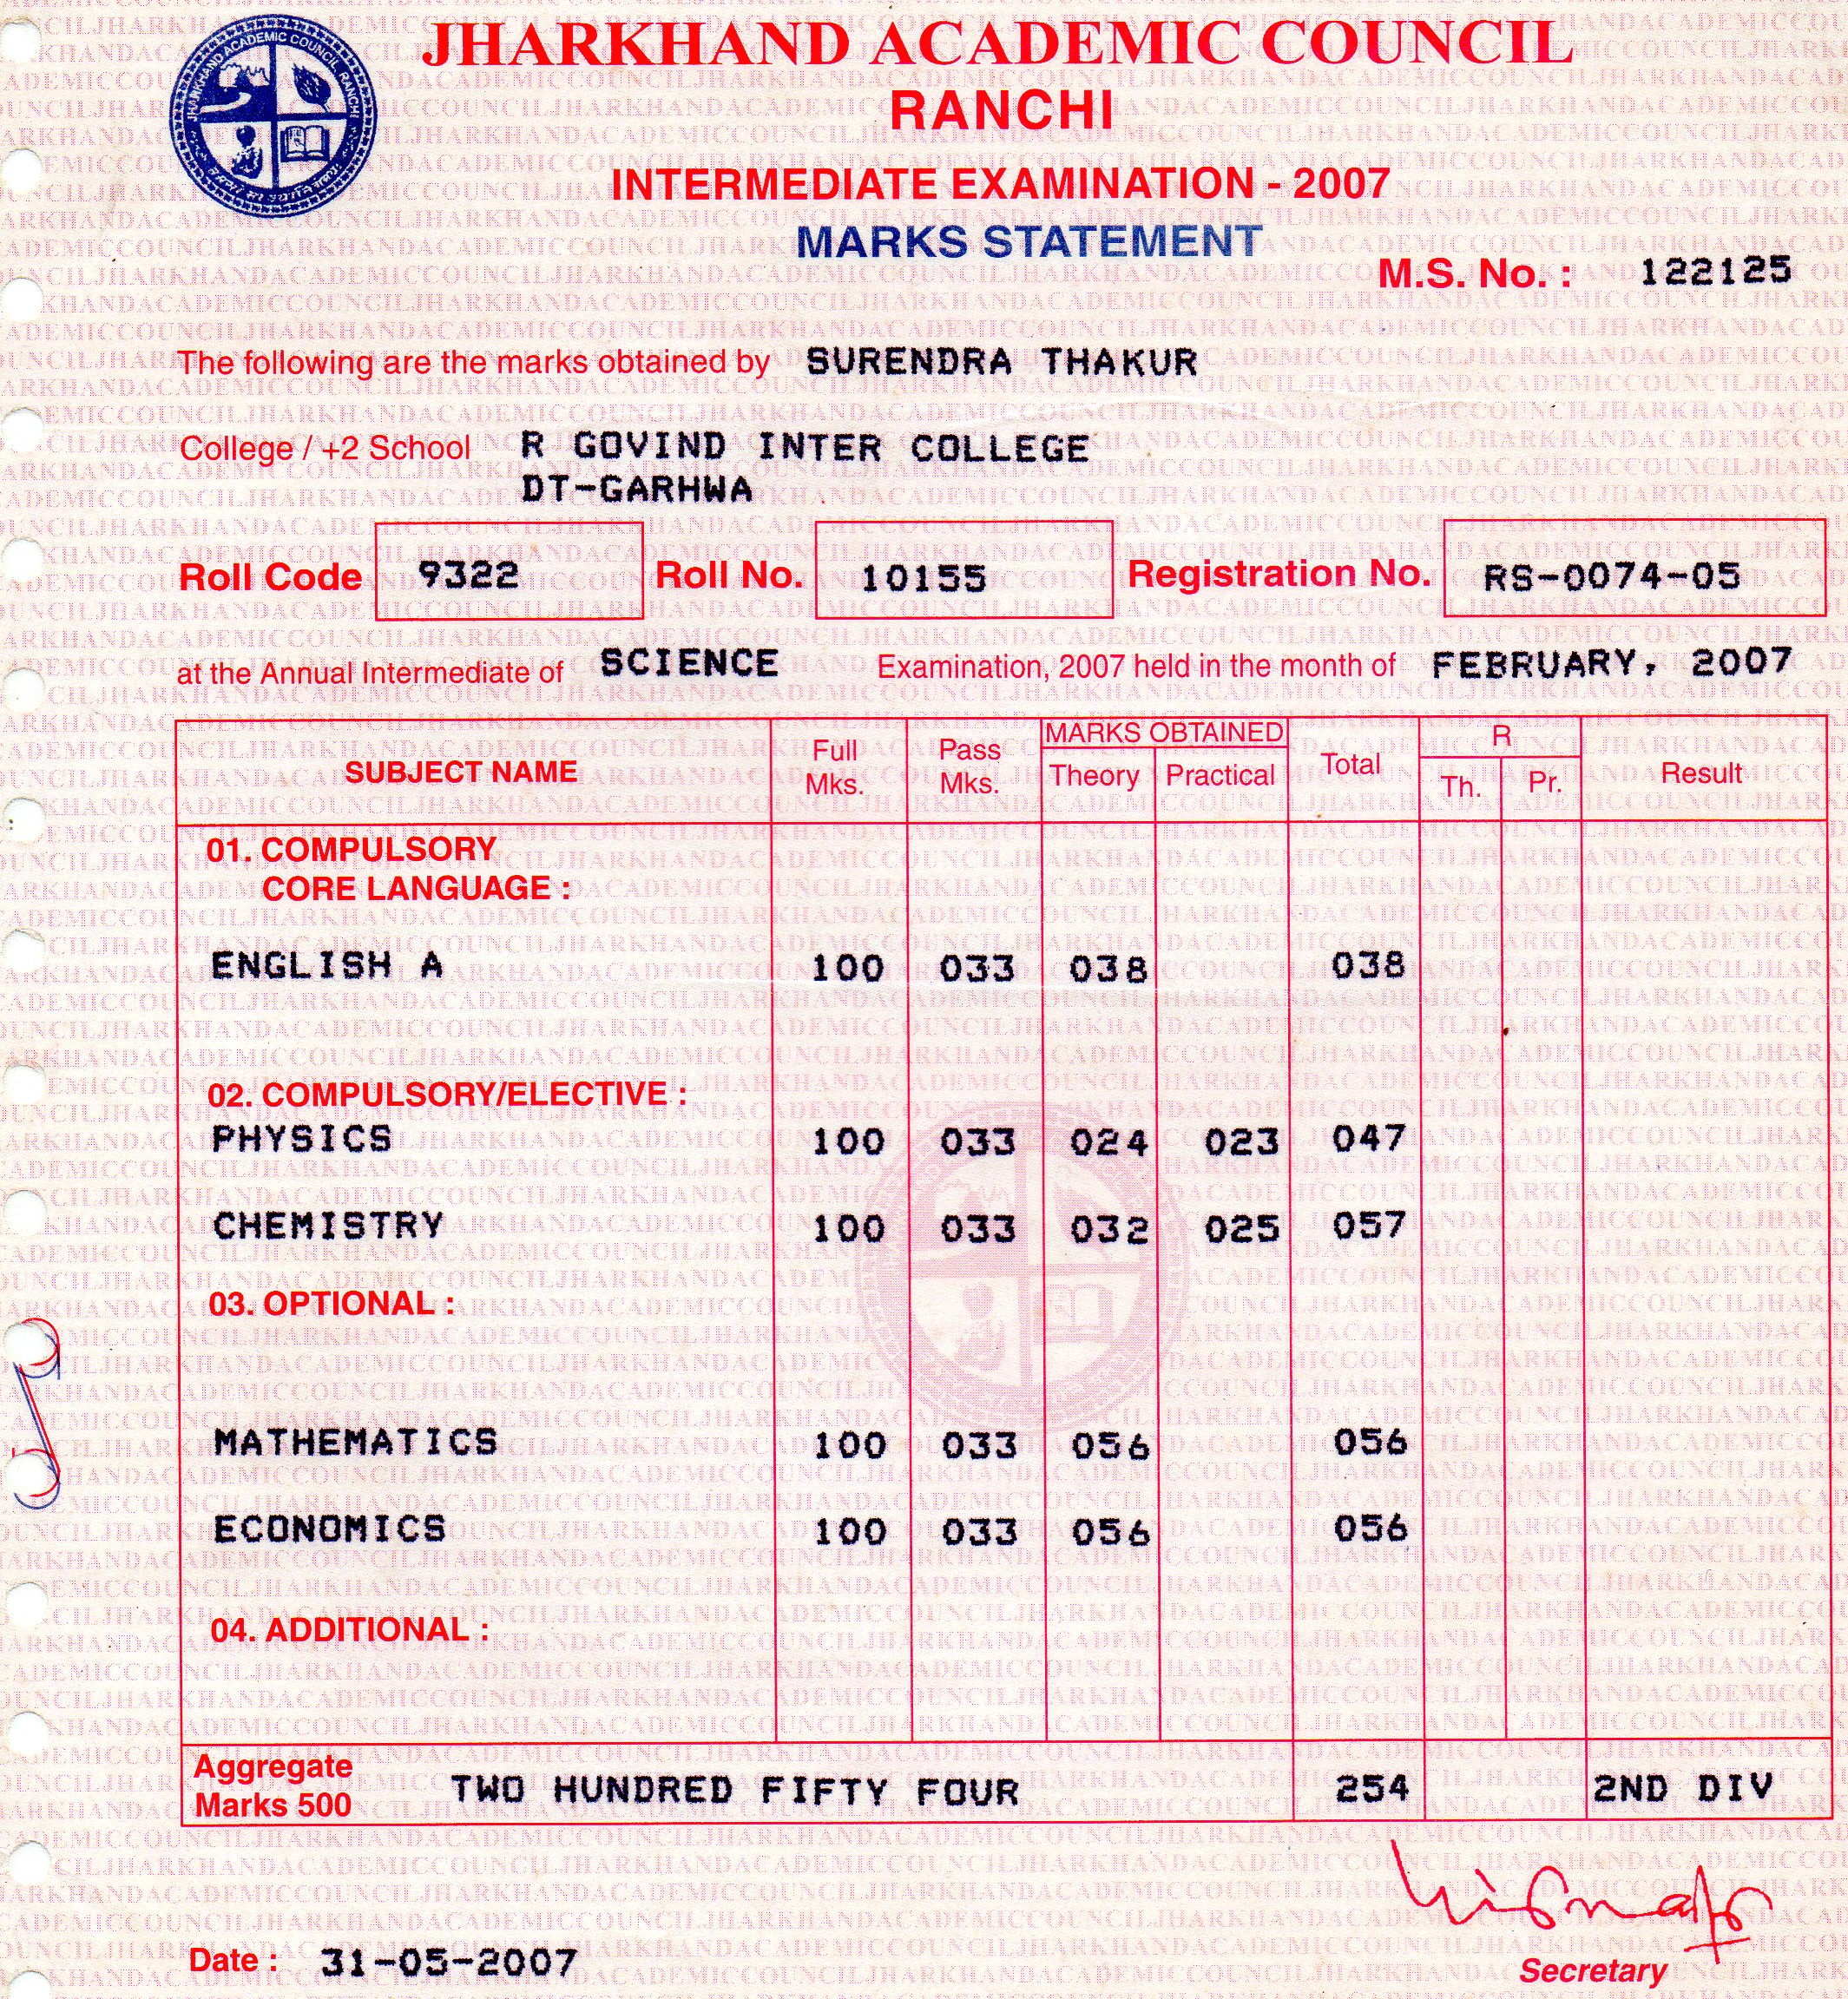 JHARKHAND ACADEMIC COUNCIL RANCHI
JHARKHAND ACADEMIC COUNCIL
RANCHI
INTERMEDIATE EXAMINATION - 2007
MARKS STATEMENT
M.S. No. : 122125
The following are the marks obtained by SURENDRA THAKUR
College / +2 School R GOVIND INTER COLLEGE
DT-GARHWA
Roll Code 9322 Roll No. 10155 Registration No. RS-0074-05
at the Annual Intermediate of SCIENCE Examination, 2007 held in the month of FEBRUARY, 2007
SUBJECT NAME Full Mks. Pass Mks. MARKS OBTAINED Theory Practical Total R Th. Pr. Result
01. COMPULSORY
CORE LANGUAGE :
ENGLISH A 100 033 038 038
02. COMPULSORY/ELECTIVE :
PHYSICS 100 033 024 023 047
CHEMISTRY 100 033 032 025 057
03. OPTIONAL :
MATHEMATICS 100 033 056 056
ECONOMICS 100 033 056 056
04. ADDITIONAL :
Aggregate
Marks 500 TWO HUNDRED FIFTY FOUR 254 2ND DIV
Date : 31-05-2007
Secretary